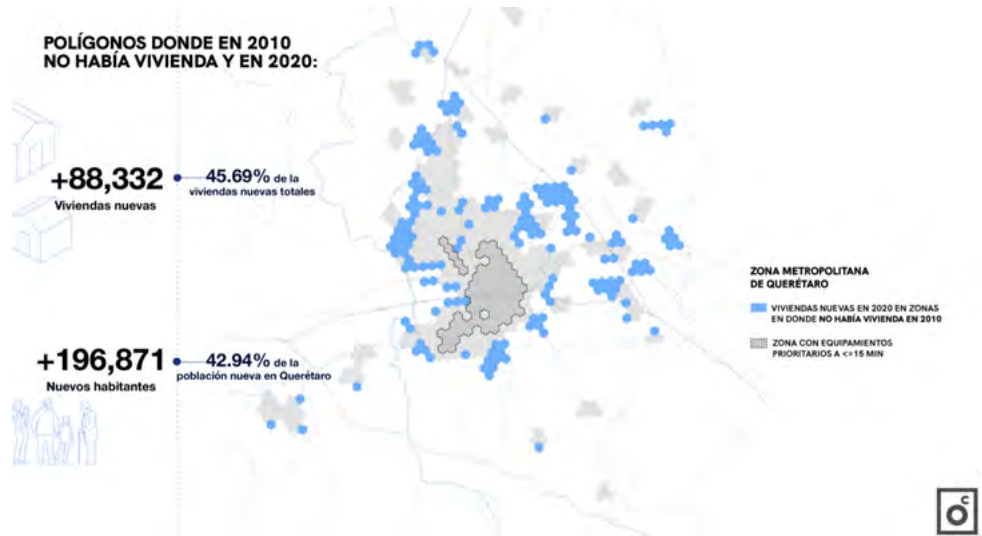 POLÍGONOS DONDE EN 2010
NO HABÍA VIVIENDA Y EN 2020:
+88,332
Viviendas nuevas
45.69% de la
viviendas nuevas totales
+196,871
Nuevos habitantes
42.94% de la
población nueva en Querétaro
ZONA METROPOLITANA
DE QUERÉTARO
VIVIENDAS NUEVAS EN 2020 EN ZONAS
EN DONDE NO HABÍA VIVIENDA EN 2010
ZONA CON EQUIPAMIENTOS
PRIORITARIOS A <=15 MIN